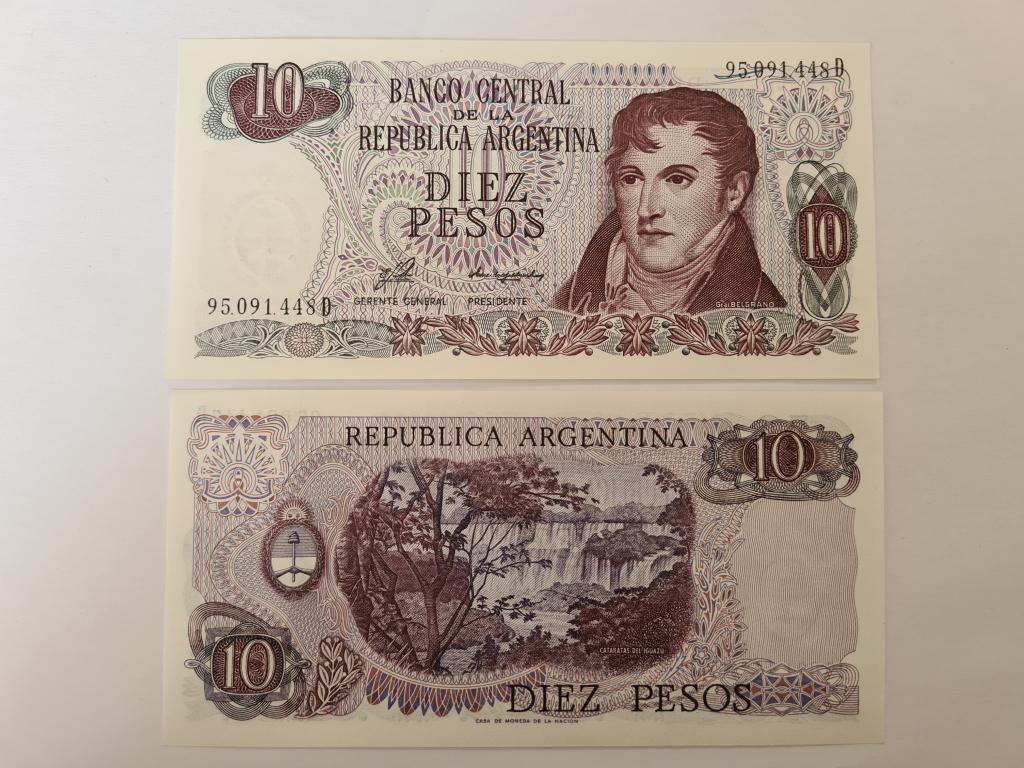 10
95.091.448 D
BANCO CENTRAL
DE LA
REPUBLICA ARGENTINA
10
DIEZ
PESOS
10
GERENTE GENERAL PRESIDENTE
Gral. BELGRANO
95.091.448 D
REPUBLICA ARGENTINA
10
CATARATAS DEL IGUAZU
10
DIEZ PESOS
CASA DE MONEDA DE LA NACION